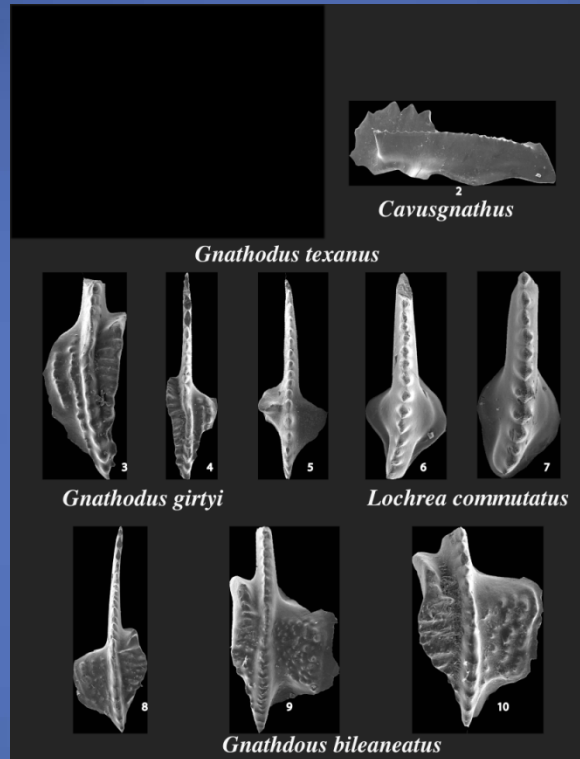 2
Cavusgnathus
Gnathodus texanus
3 4 5 6 7
Gnathodus girtyi Lochrea commutatus
8 9 10
Gnathdous bileaneatus